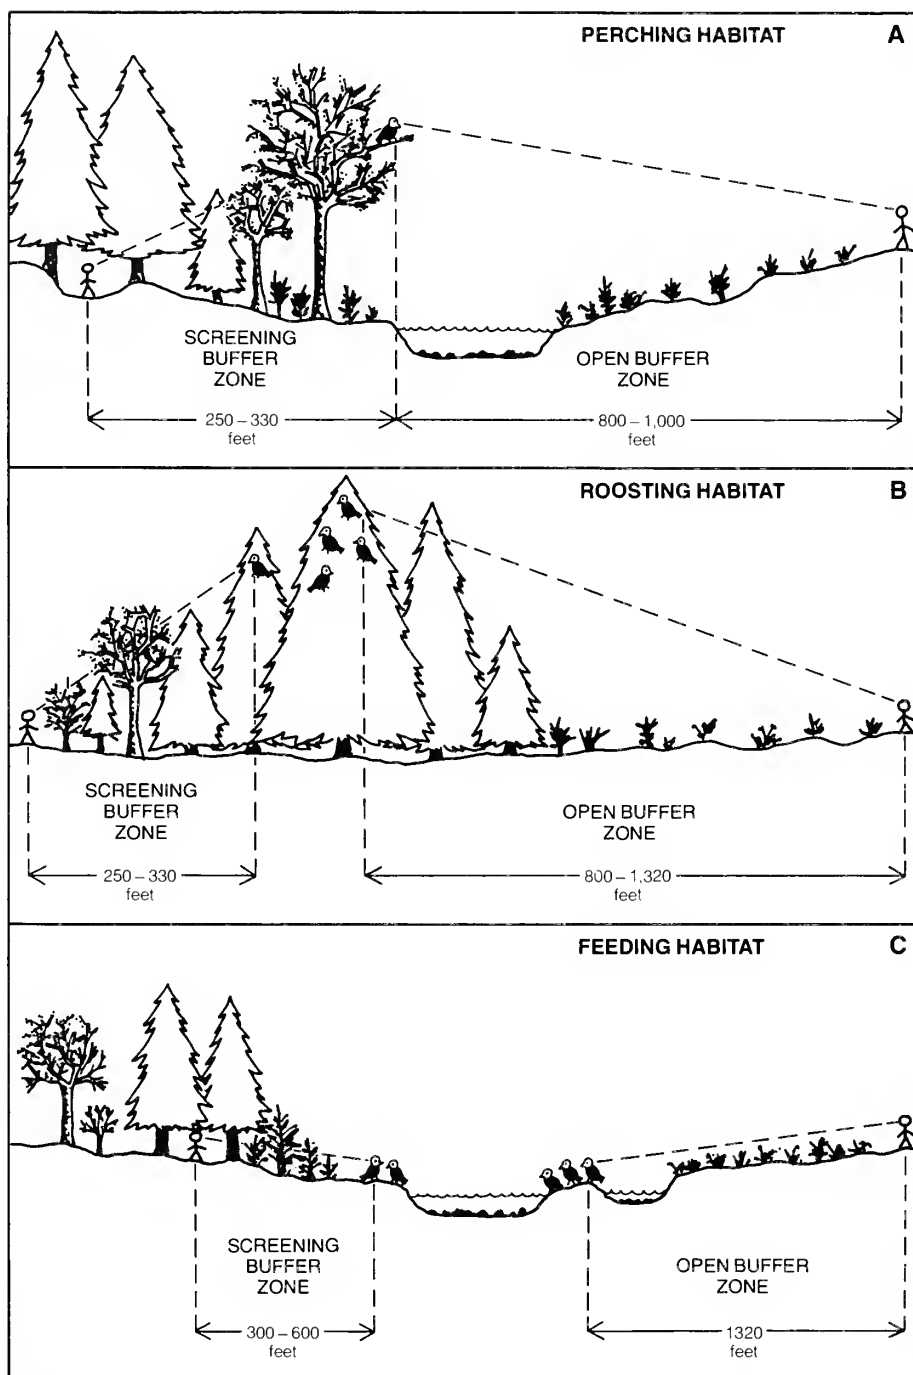 PERCHING HABITAT A
SCREENING
BUFFER
ZONE
OPEN BUFFER
ZONE
250 – 330
feet
800 – 1,000
feet
ROOSTING HABITAT B
SCREENING
BUFFER
ZONE
OPEN BUFFER
ZONE
250 – 330
feet
800 – 1,320
feet
FEEDING HABITAT C
SCREENING
BUFFER
ZONE
OPEN BUFFER
ZONE
300 – 600
feet
1320
feet